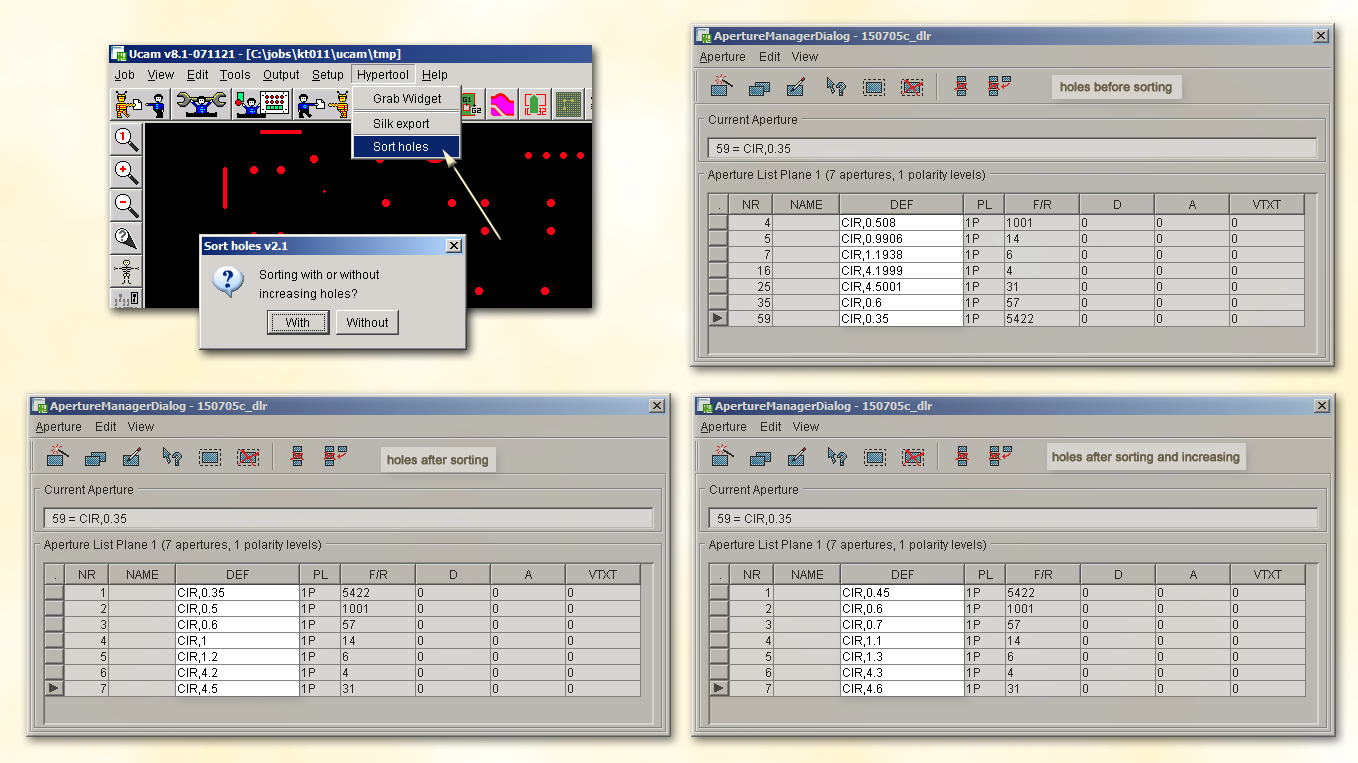 Ucam v8.1-071121 - [C:\jobs\kt011\ucam\tmp]
Job View Edit Tools Output Setup Hypertool Help
Grab Widget
Silk export
Sort holes
G1
G2
1
Sort holes v2.1
Sorting with or without
increasing holes?
With Without
ApertureManagerDialog - 150705c_dlr
Aperture Edit View
holes before sorting
Current Aperture
59 = CIR,0.35
Aperture List Plane 1 (7 apertures, 1 polarity levels)
. NR NAME DEF PL F/R D A VTXT
4 CIR,0.508 1P 1001 0 0 0
5 CIR,0.9906 1P 14 0 0 0
7 CIR,1.1938 1P 6 0 0 0
16 CIR,4.1999 1P 4 0 0 0
25 CIR,4.5001 1P 31 0 0 0
35 CIR,0.6 1P 57 0 0 0
59 CIR,0.35 1P 5422 0 0 0
ApertureManagerDialog - 150705c_dlr
Aperture Edit View
holes after sorting
Current Aperture
59 = CIR,0.35
Aperture List Plane 1 (7 apertures, 1 polarity levels)
. NR NAME DEF PL F/R D A VTXT
1 CIR,0.35 1P 5422 0 0 0
2 CIR,0.5 1P 1001 0 0 0
3 CIR,0.6 1P 57 0 0 0
4 CIR,1 1P 14 0 0 0
5 CIR,1.2 1P 6 0 0 0
6 CIR,4.2 1P 4 0 0 0
7 CIR,4.5 1P 31 0 0 0
ApertureManagerDialog - 150705c_dlr
Aperture Edit View
holes after sorting and increasing
Current Aperture
59 = CIR,0.35
Aperture List Plane 1 (7 apertures, 1 polarity levels)
. NR NAME DEF PL F/R D A VTXT
1 CIR,0.45 1P 5422 0 0 0
2 CIR,0.6 1P 1001 0 0 0
3 CIR,0.7 1P 57 0 0 0
4 CIR,1.1 1P 14 0 0 0
5 CIR,1.3 1P 6 0 0 0
6 CIR,4.3 1P 4 0 0 0
7 CIR,4.6 1P 31 0 0 0